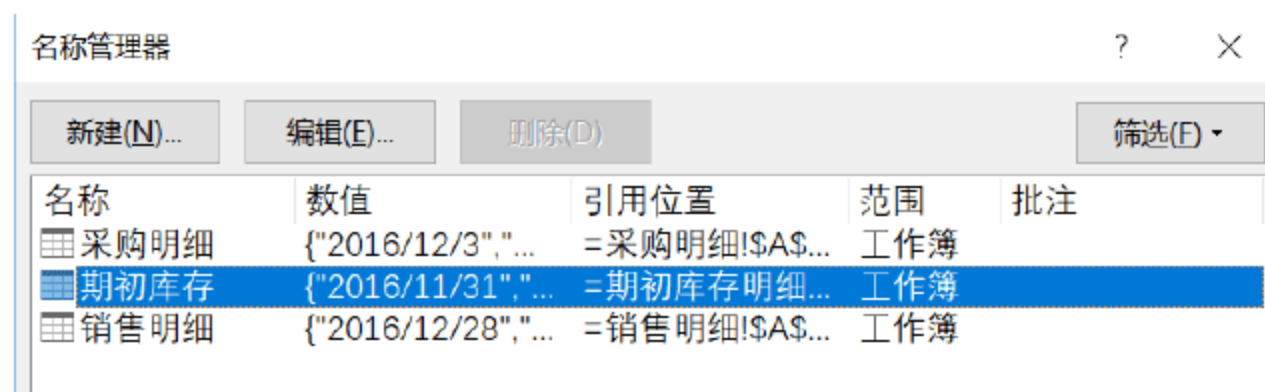 名称管理器 ? ×
新建(N)... 编辑(E)... 删除(D) 筛选(F)
名称 数值 引用位置 范围 批注
采购明细 {"2016/12/3","... =采购明细!$A$... 工作簿
期初库存 {"2016/11/31","... =期初库存明细... 工作簿
销售明细 {"2016/12/28","... =销售明细!$A$... 工作簿